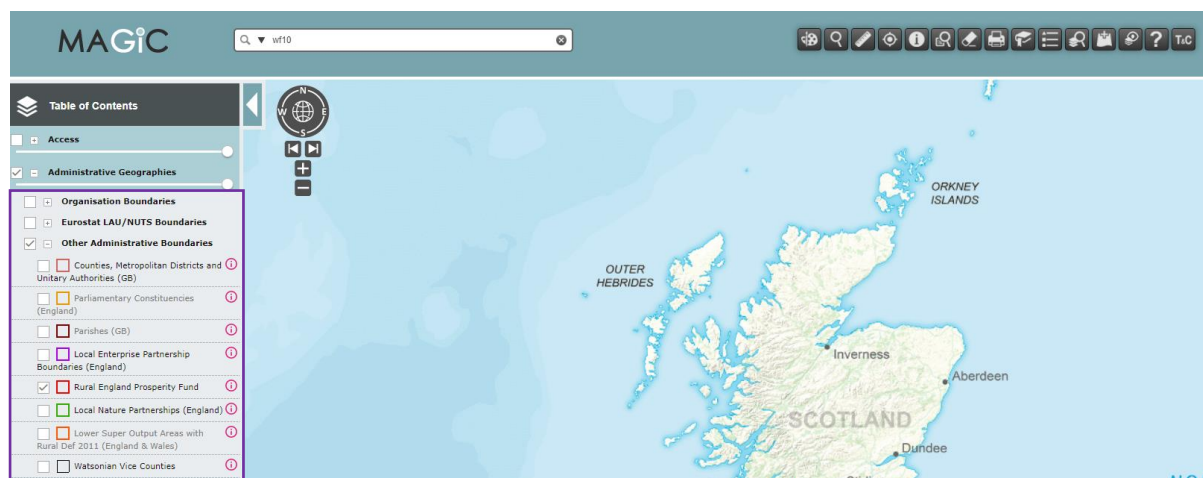 MAGiC
wf10
T&C
Table of Contents
Access
Administrative Geographies
Organisation Boundaries
Eurostat LAU/NUTS Boundaries
Other Administrative Boundaries
Counties, Metropolitan Districts and
Unitary Authorities (GB)
Parliamentary Constituencies
(England)
Parishes (GB)
Local Enterprise Partnership
Boundaries (England)
Rural England Prosperity Fund
Local Nature Partnerships (England)
Lower Super Output Areas with
Rural Def 2011 (England & Wales)
Watsonian Vice Counties
N
W E
S
ORKNEY
ISLANDS
OUTER
HEBRIDES
Inverness
Aberdeen
SCOTLAND
Dundee